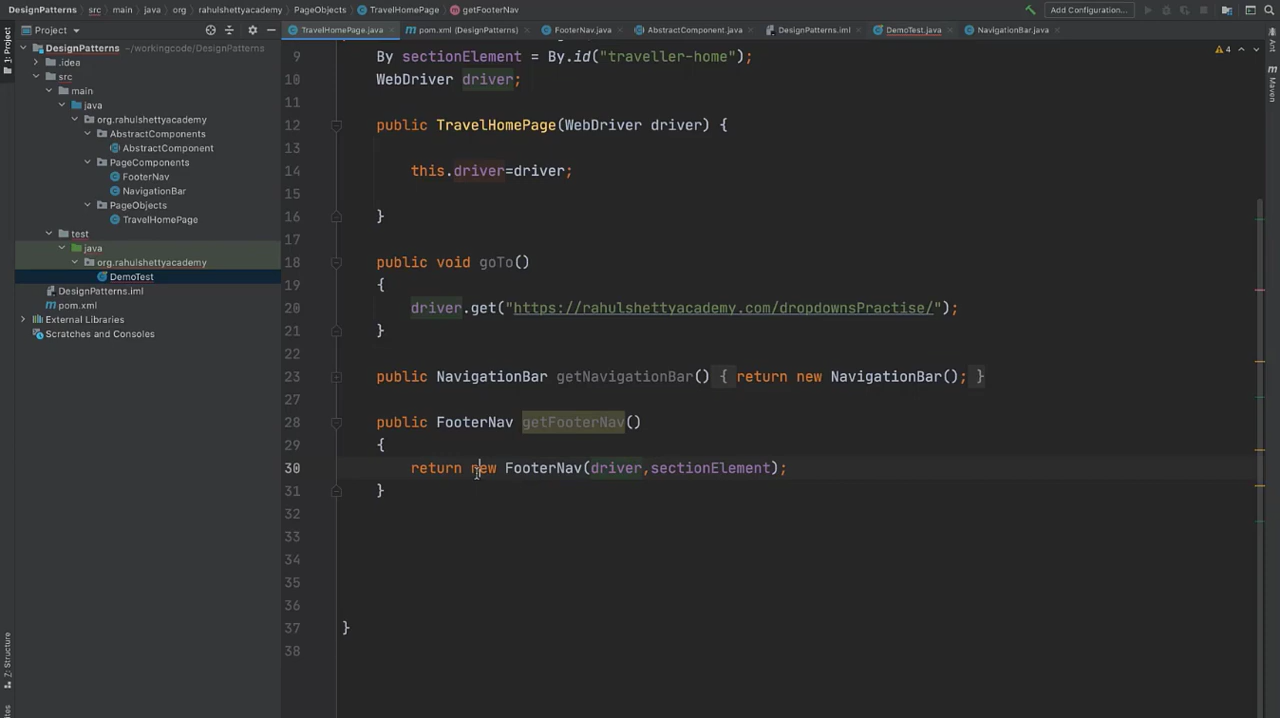 DesignPatterns > src > main > java > org > rahulshettyacademy > PageObjects > TravelHomePage > getFooterNav
Add Configuration...
Project
TravelHomePage.java
pom.xml (DesignPatterns)
FooterNav.java
AbstractComponent.java
DesignPatterns.iml
DemoTest.java
NavigationBar.java
1: Project
Z: Structure
Ant
Maven
DesignPatterns ~/workingcode/DesignPatterns
.idea
src
main
java
org.rahulshettyacademy
AbstractComponents
AbstractComponent
PageComponents
FooterNav
NavigationBar
PageObjects
TravelHomePage
test
java
org.rahulshettyacademy
DemoTest
DesignPatterns.iml
pom.xml
External Libraries
Scratches and Consoles
4
9 By sectionElement = By.id("traveller-home");
10 WebDriver driver;
11
12 public TravelHomePage(WebDriver driver) {
13
14 this.driver=driver;
15
16 }
17
18 public void goTo()
19 {
20 driver.get("https://rahulshettyacademy.com/dropdownsPractise/");
21 }
22
23 public NavigationBar getNavigationBar() { return new NavigationBar(); }
27
28 public FooterNav getFooterNav()
29 {
30 return new FooterNav(driver,sectionElement);
31 }
32
33
34
35
36
37 }
38